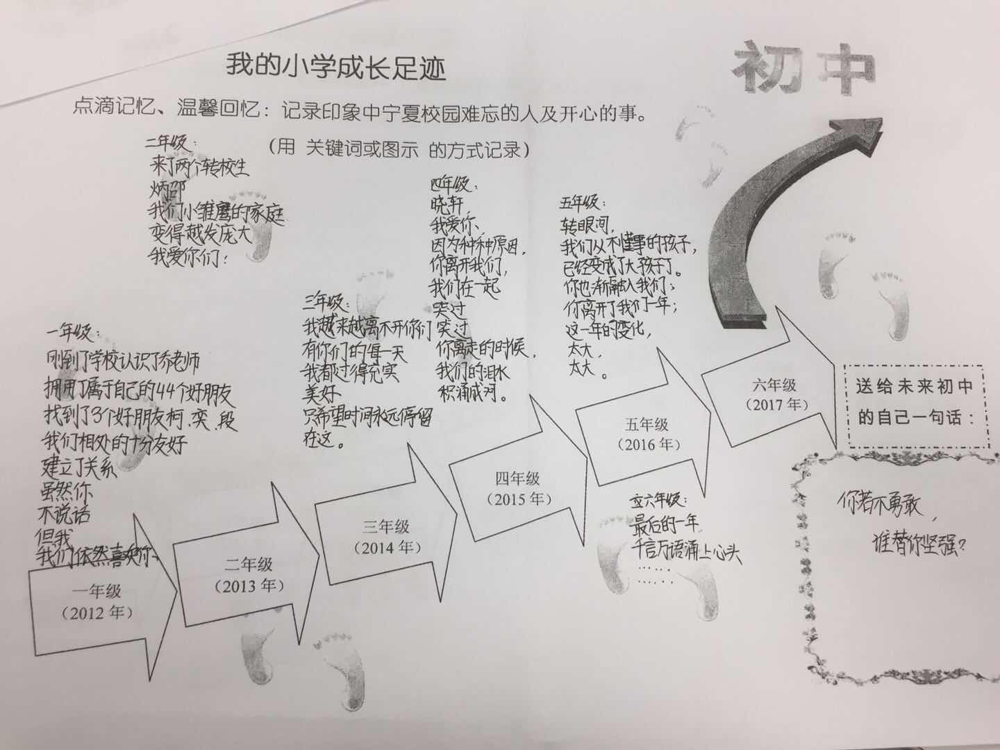 我的小学成长足迹
初中
点滴记忆、温馨回忆：记录印象中宁夏校园难忘的人及开心的事。
（用 关键词或图示 的方式记录）
一年级：
刚到了学校认识了乔老师
拥用了属于自己的44个好朋友
找到了3个好朋友柯、奕、段
我们相处的十分友好
建立了关系
虽然你
不说话
但我
我们依然喜欢你、
二年级：
来了两个转校生
炳邵
我们小雏鹰的家庭
变得越发庞大
我爱你们！
三年级：
我越来越离不开你们
有你们的每一天
我都过得充实
美好
只希望时间永远停留
在这。
四年级：
晓轩，
我爱你、
因为种种原因，
你离开我们，
我们在一起
哭过
笑过
你离走的时候，
我们的泪水
积涌成河。
五年级：
转眼间，
我们从不懂事的孩子，
已经变成了大孩子了。
你也渐融入我们；
你离开了我们一年；
这一年的变化，
太大，
太大。
六年级：
最后的一年
千言万语涌上心头
……
……
一年级
（2012 年）
二年级
（2013 年）
三年级
（2014 年）
四年级
（2015 年）
五年级
（2016 年）
六年级
（2017 年）
送给未来初中
的自己一句话：
你若不勇敢，
谁替你坚强？